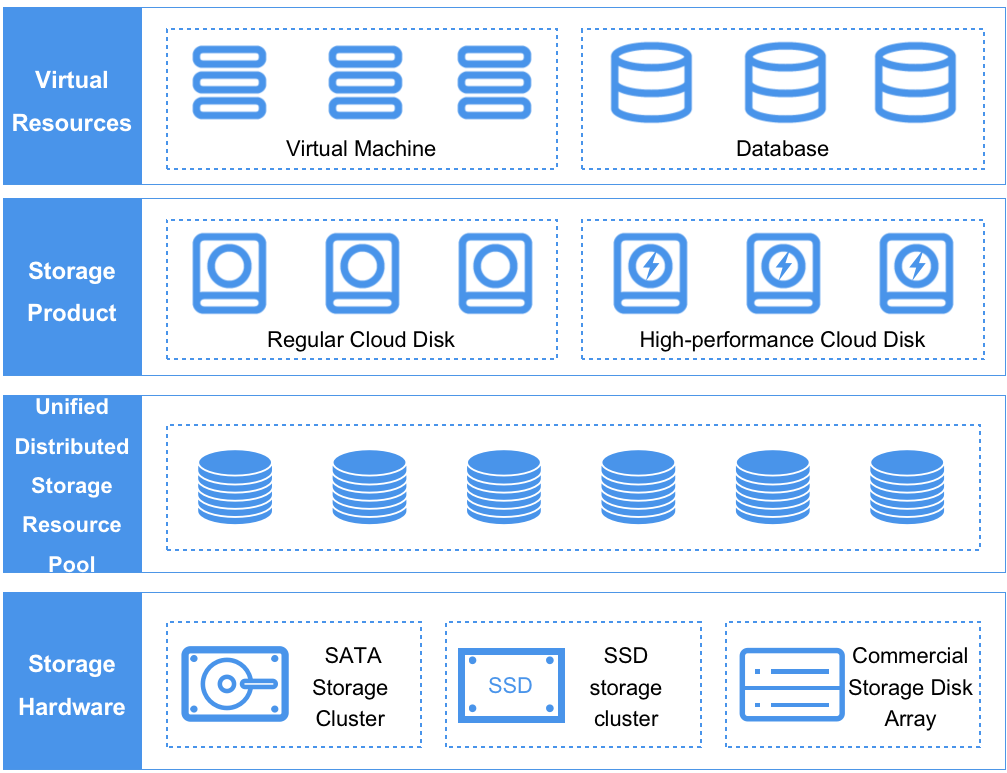 Virtual
Resources
Virtual Machine
Database
Storage
Product
Regular Cloud Disk
High-performance Cloud Disk
Unified
Distributed
Storage
Resource
Pool
Storage
Hardware
SATA
Storage
Cluster
SSD
SSD
storage
cluster
Commercial
Storage Disk
Array